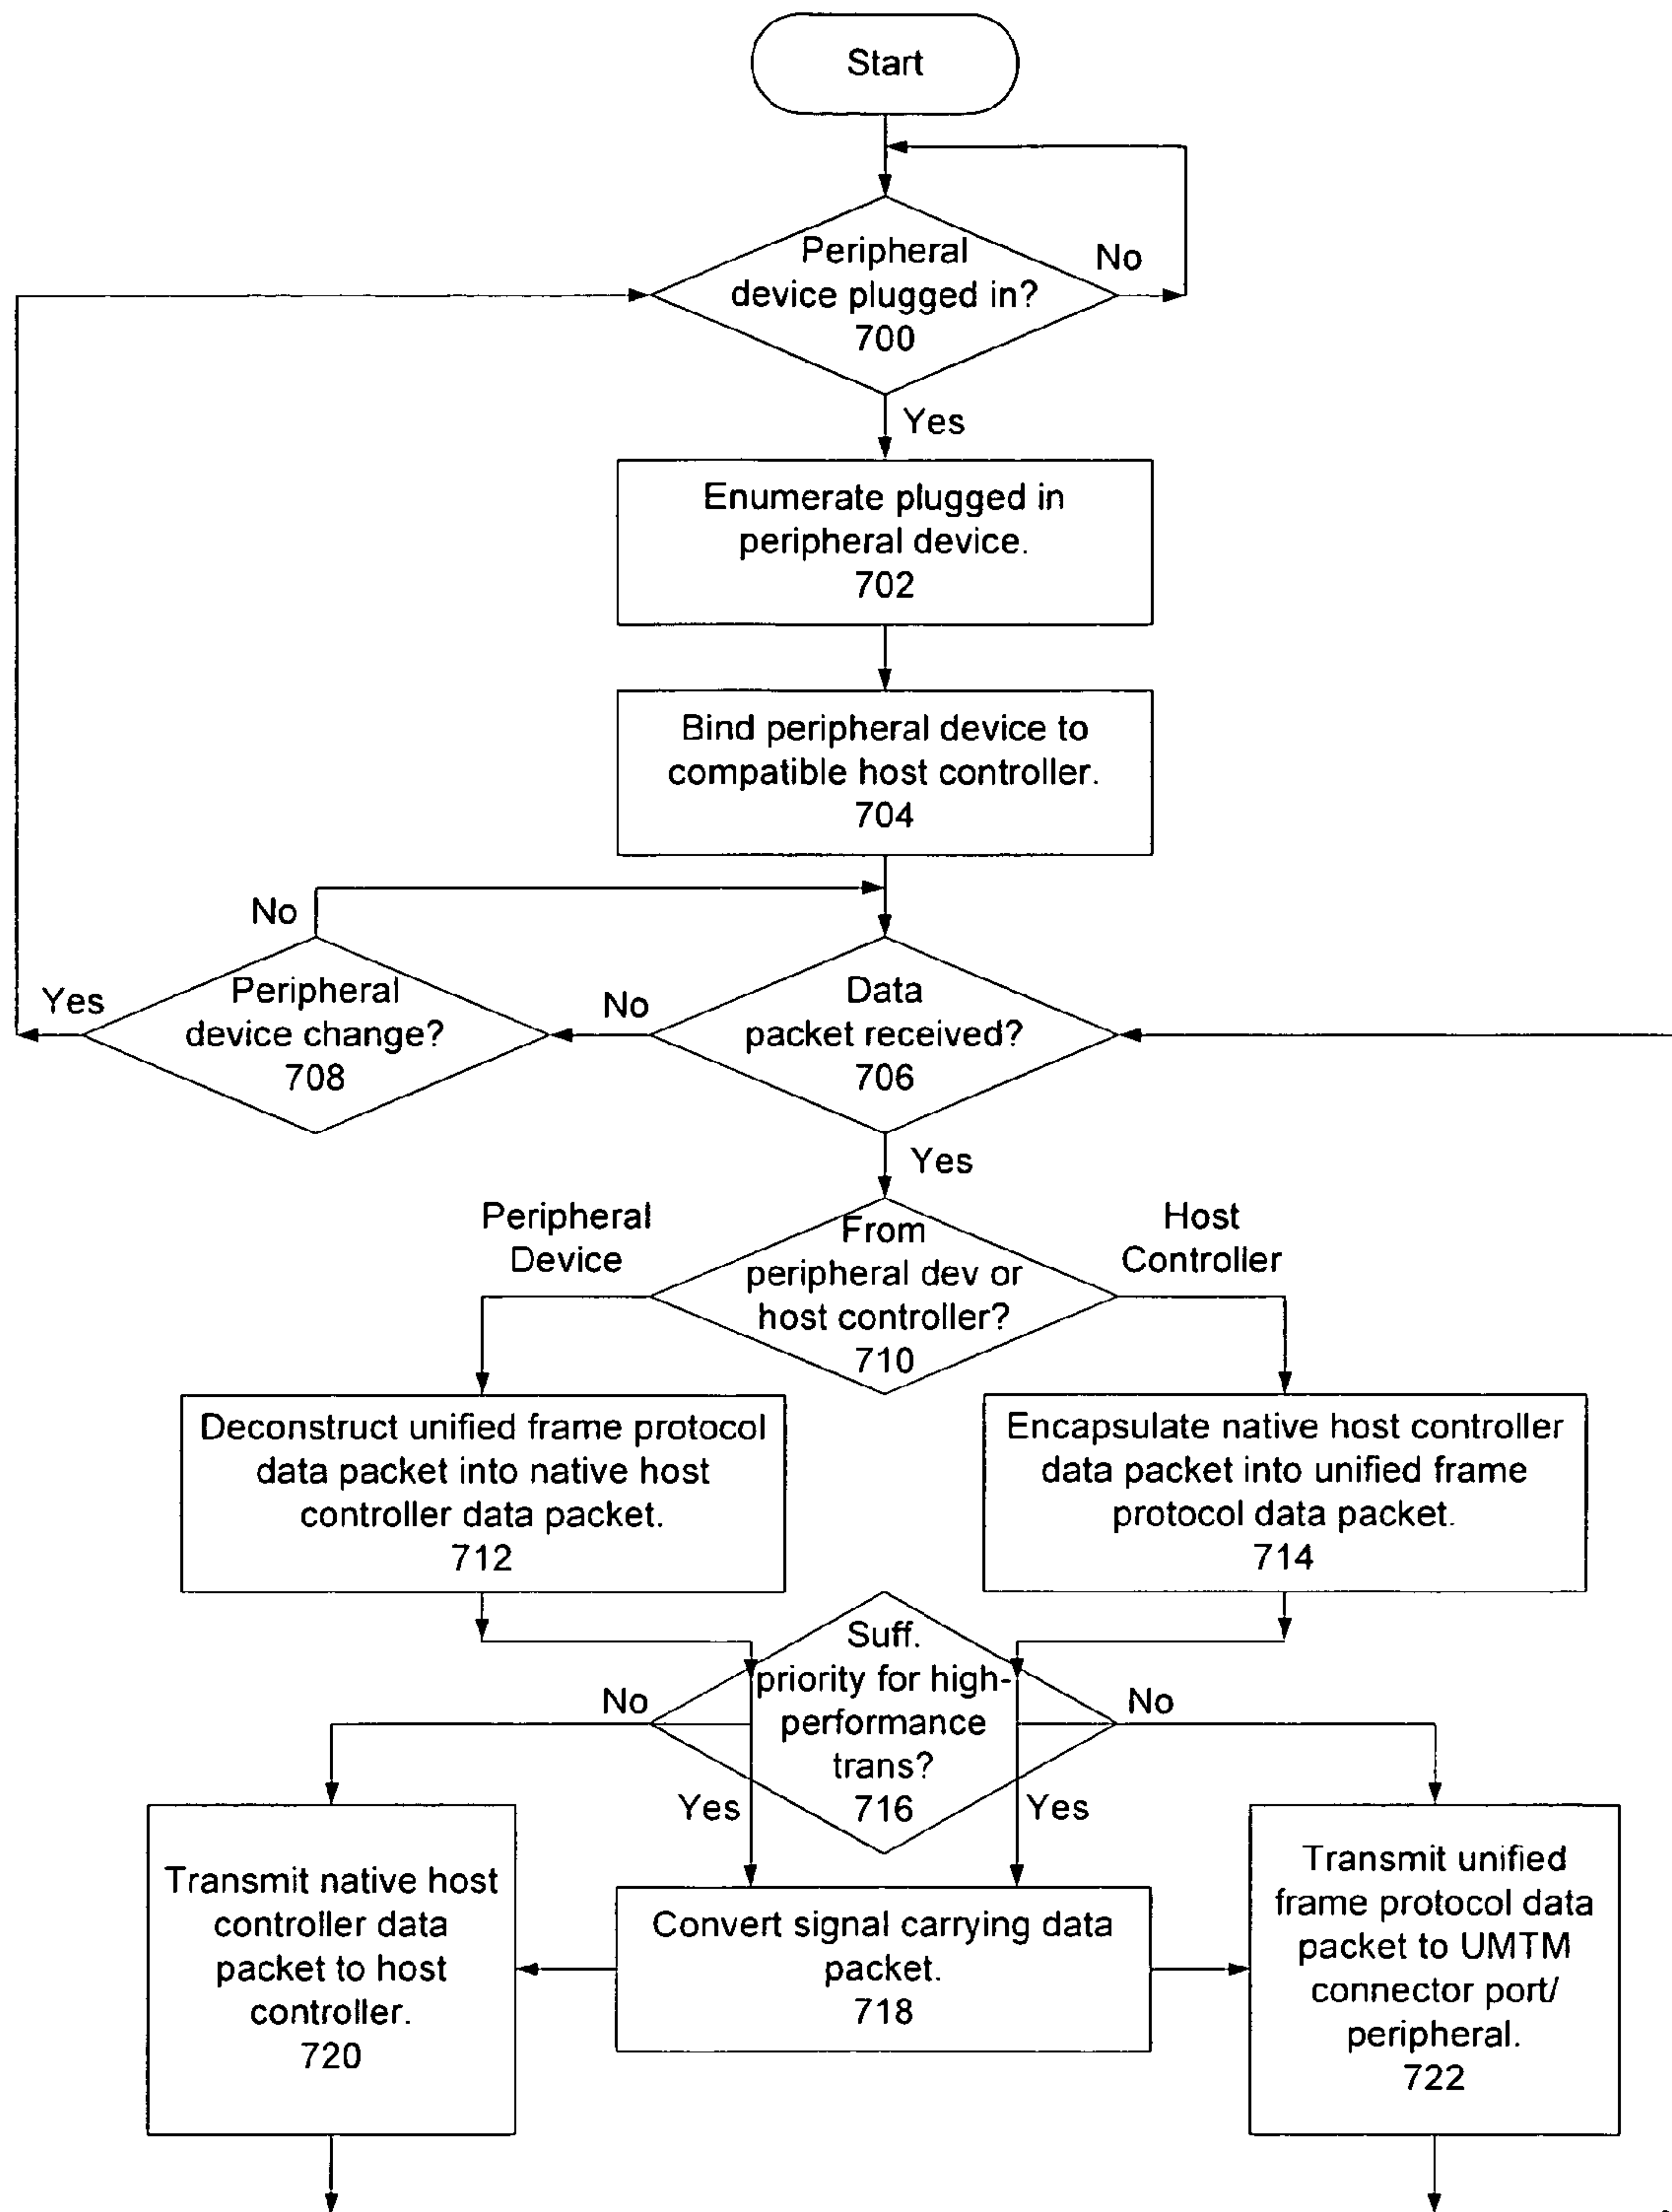 Start
Peripheral
device plugged in?
700
No
Yes
Enumerate plugged in
peripheral device.
702
Bind peripheral device to
compatible host controller.
704
No
Yes
Peripheral
device change?
708
No
Data
packet received?
706
Yes
Peripheral
Device
From
peripheral dev or
host controller?
710
Host
Controller
Deconstruct unified frame protocol
data packet into native host
controller data packet.
712
Encapsulate native host controller
data packet into unified frame
protocol data packet.
714
No
Suff.
priority for high-
performance
trans?
716
No
Yes
Yes
Transmit native host
controller data
packet to host
controller.
720
Convert signal carrying data
packet.
718
Transmit unified
frame protocol data
packet to UMTM
connector port/
peripheral.
722